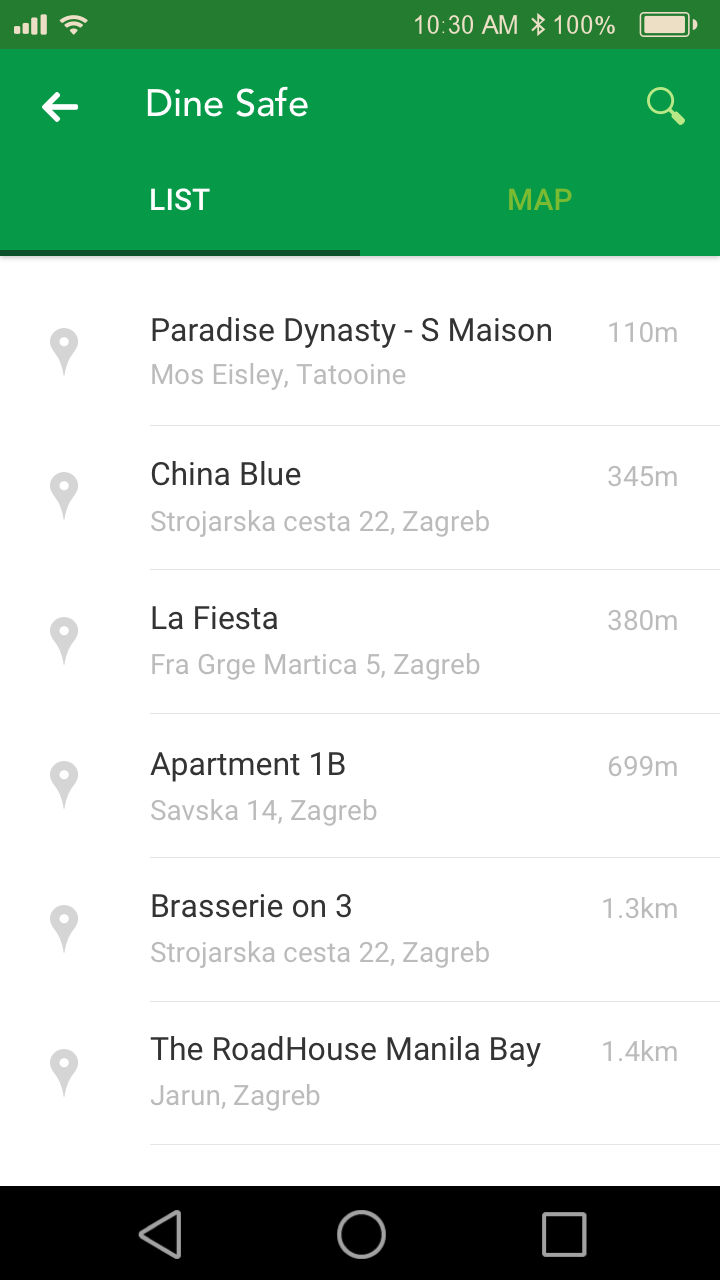 10:30 AM 100%
Dine Safe
LIST MAP
Paradise Dynasty - S Maison 110m
Mos Eisley, Tatooine
China Blue 345m
Strojarska cesta 22, Zagreb
La Fiesta 380m
Fra Grge Martica 5, Zagreb
Apartment 1B 699m
Savska 14, Zagreb
Brasserie on 3 1.3km
Strojarska cesta 22, Zagreb
The RoadHouse Manila Bay 1.4km
Jarun, Zagreb